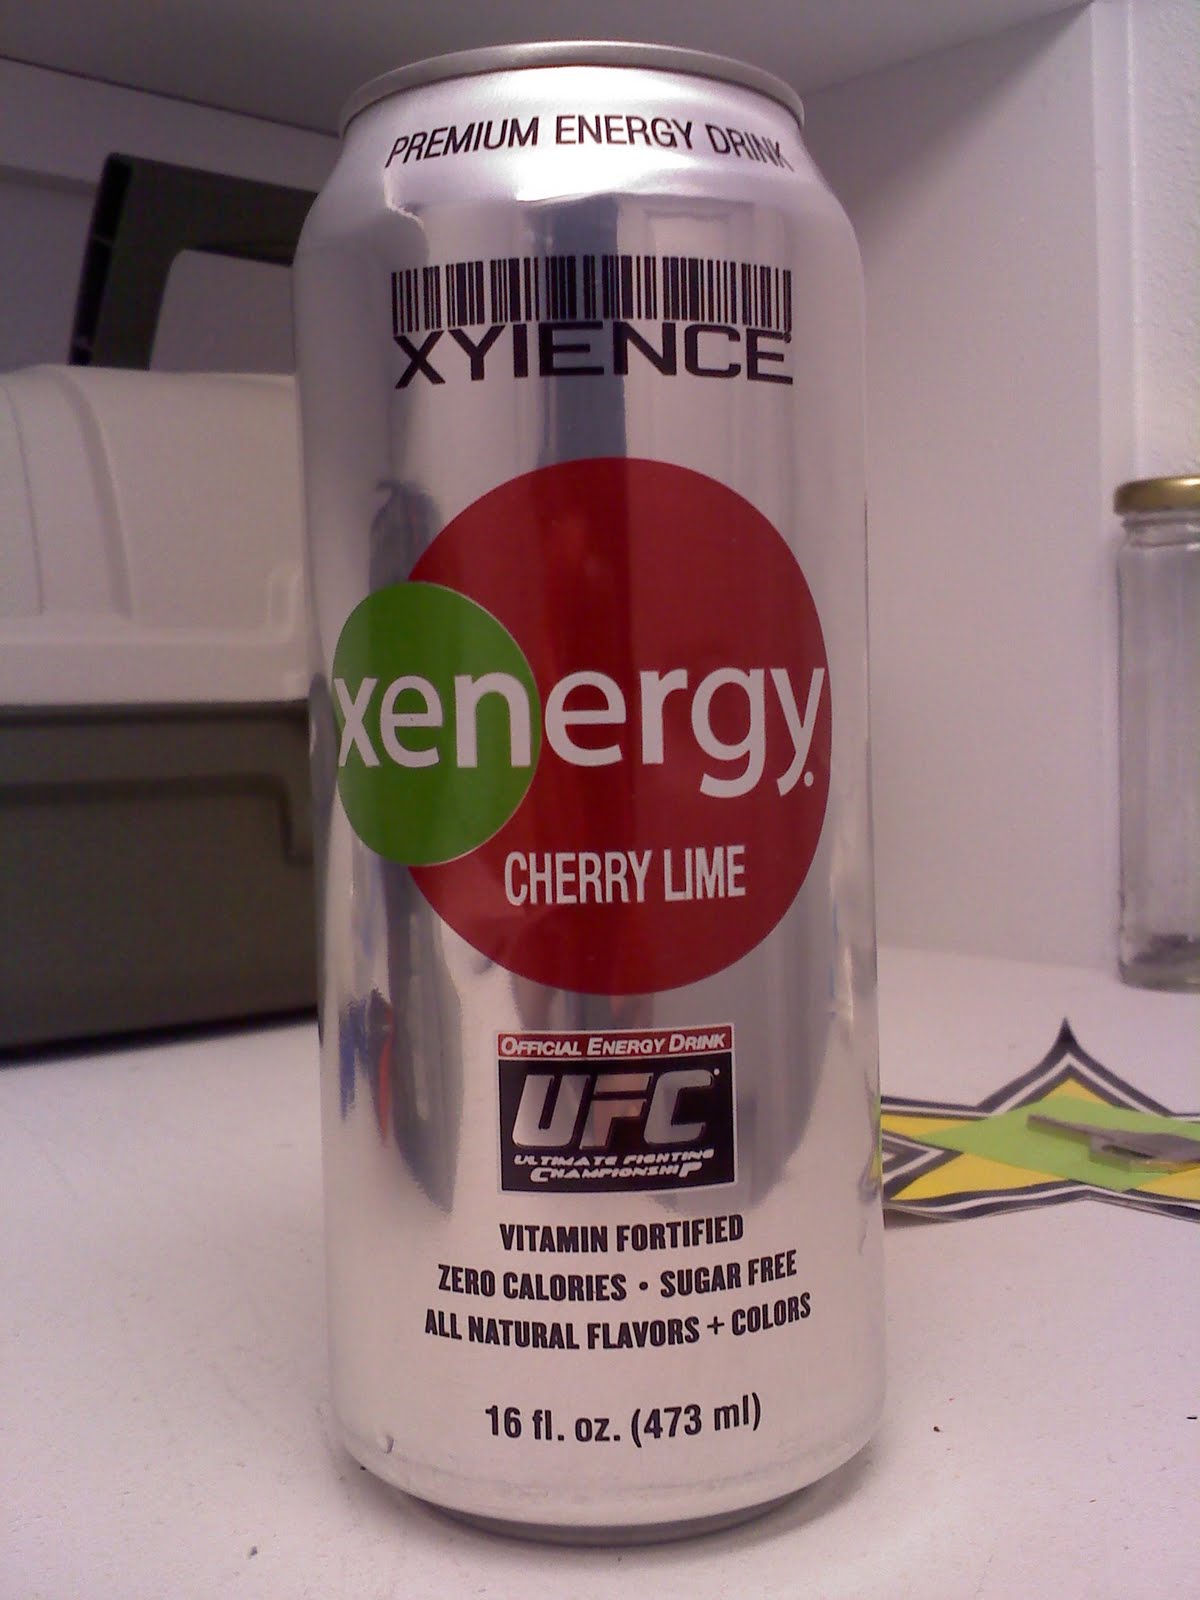 PREMIUM ENERGY DRINK
XYIENCE
xenergy
CHERRY LIME
OFFICIAL ENERGY DRINK
UFC
ULTIMATE FIGHTING
CHAMPIONSHIP
VITAMIN FORTIFIED
ZERO CALORIES • SUGAR FREE
ALL NATURAL FLAVORS + COLORS
16 fl. oz. (473 ml)